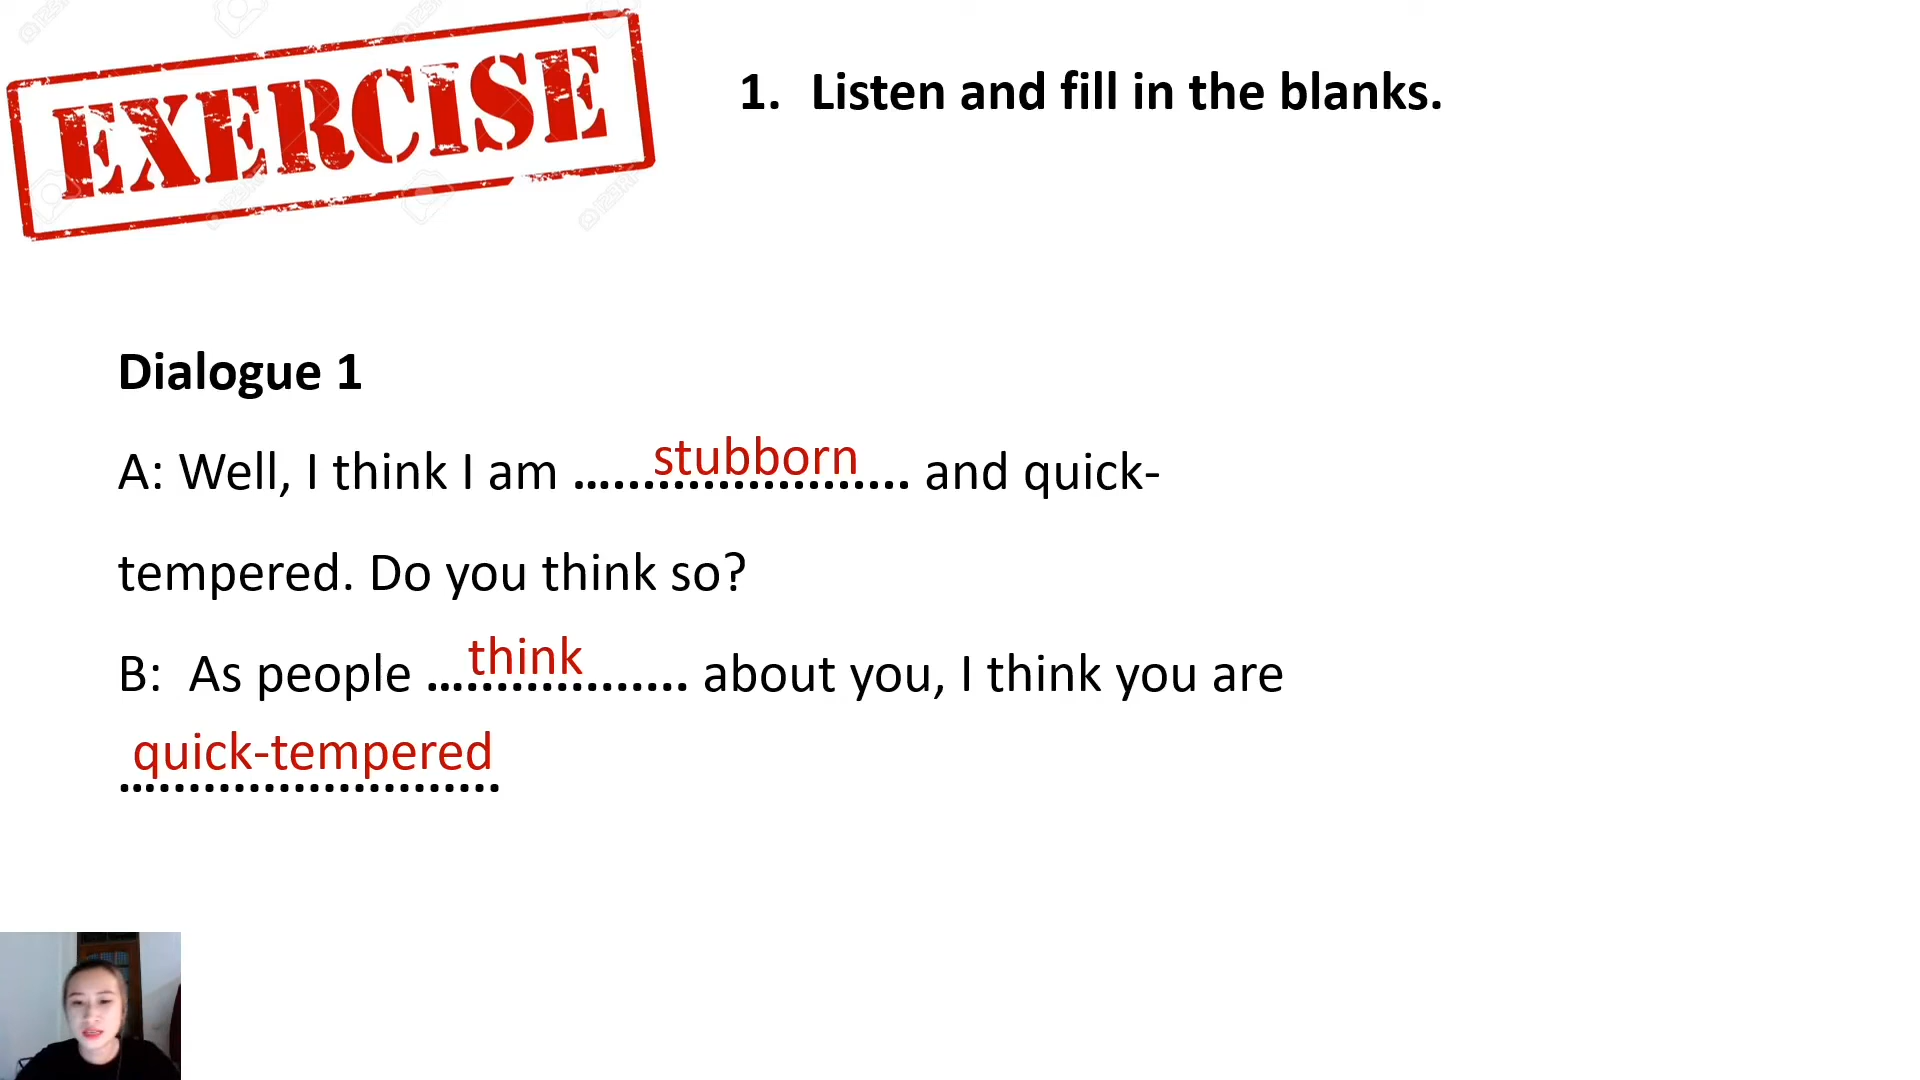 EXERCISE
1. Listen and fill in the blanks.
Dialogue 1
A: Well, I think I am ...stubborn... and quick-
tempered. Do you think so?
B: As people ...think... about you, I think you are
quick-tempered